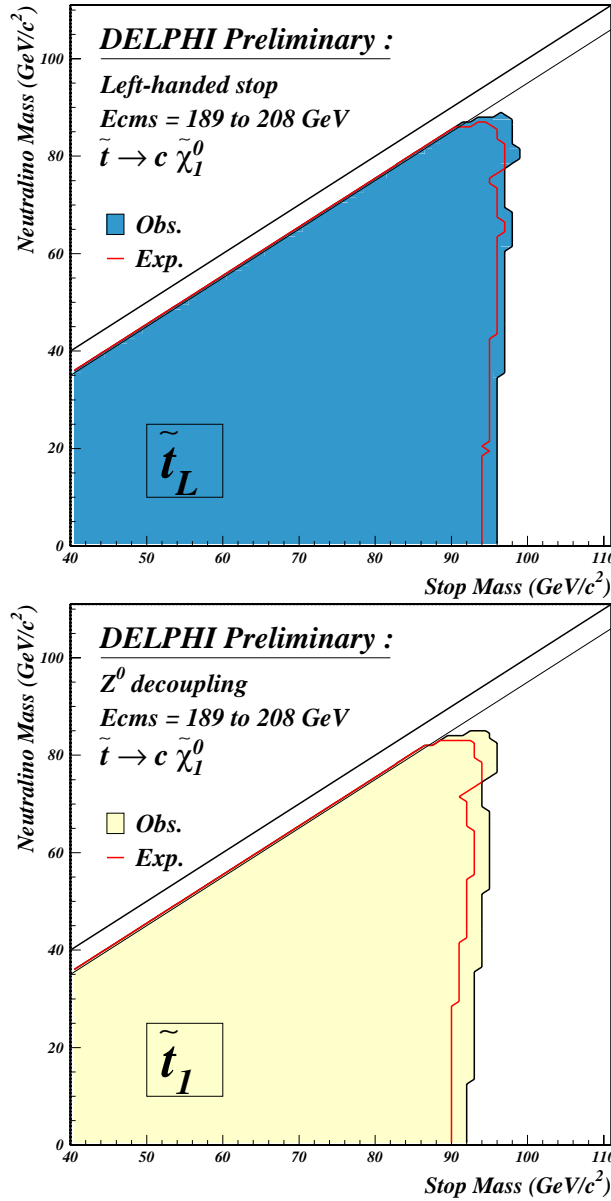 Neutralino Mass (GeV/c²)
100
80
60
40
20
0
DELPHI Preliminary :
Left-handed stop
Ecms = 189 to 208 GeV
t̃ → c χ̃₁⁰
Obs.
Exp.
t̃_L
40 50 60 70 80 90 100 110
Stop Mass (GeV/c²)
Neutralino Mass (GeV/c²)
100
80
60
40
20
0
DELPHI Preliminary :
Z⁰ decoupling
Ecms = 189 to 208 GeV
t̃ → c χ̃₁⁰
Obs.
Exp.
t̃₁
40 50 60 70 80 90 100 110
Stop Mass (GeV/c²)